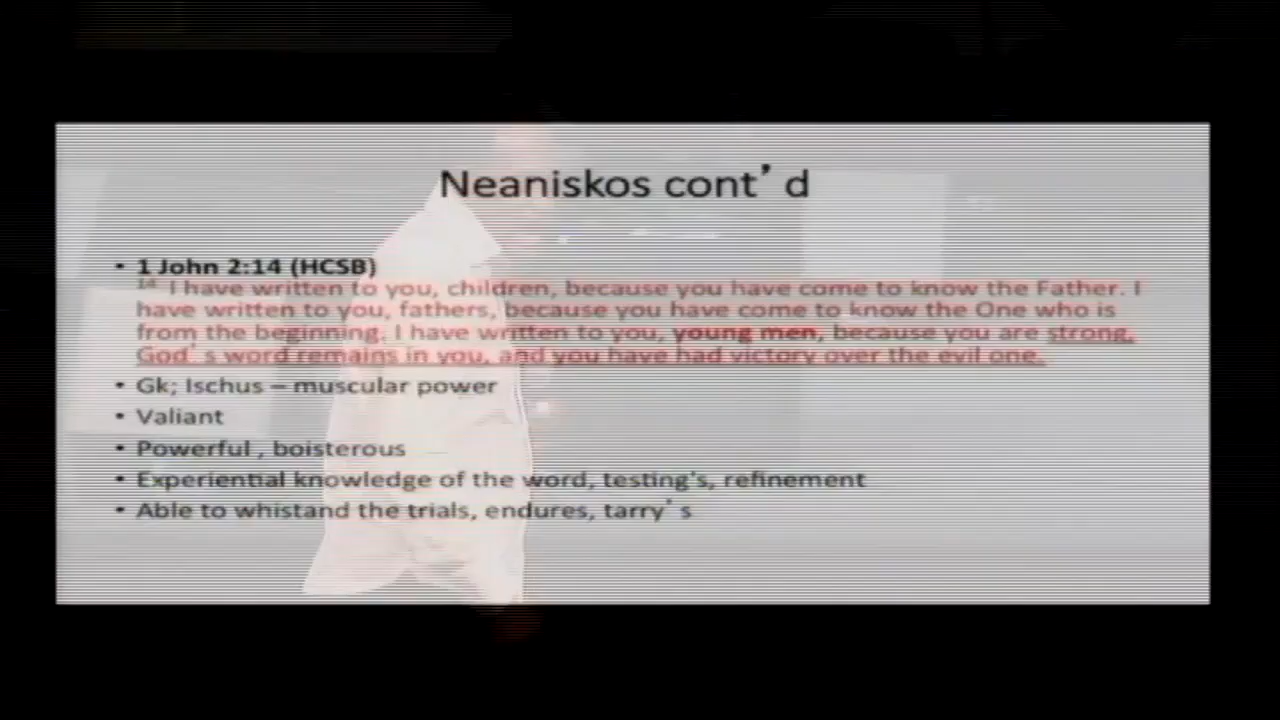 Neaniskos cont’ d
• 1 John 2:14 (HCSB)
14 I have written to you, children, because you have come to know the Father. I
have written to you, fathers, because you have come to know the One who is
from the beginning. I have written to you, young men, because you are strong,
God’ s word remains in you, and you have had victory over the evil one.
• Gk; Ischus – muscular power
• Valiant
• Powerful , boisterous
• Experiential knowledge of the word, testing's, refinement
• Able to whistand the trials, endures, tarry’ s